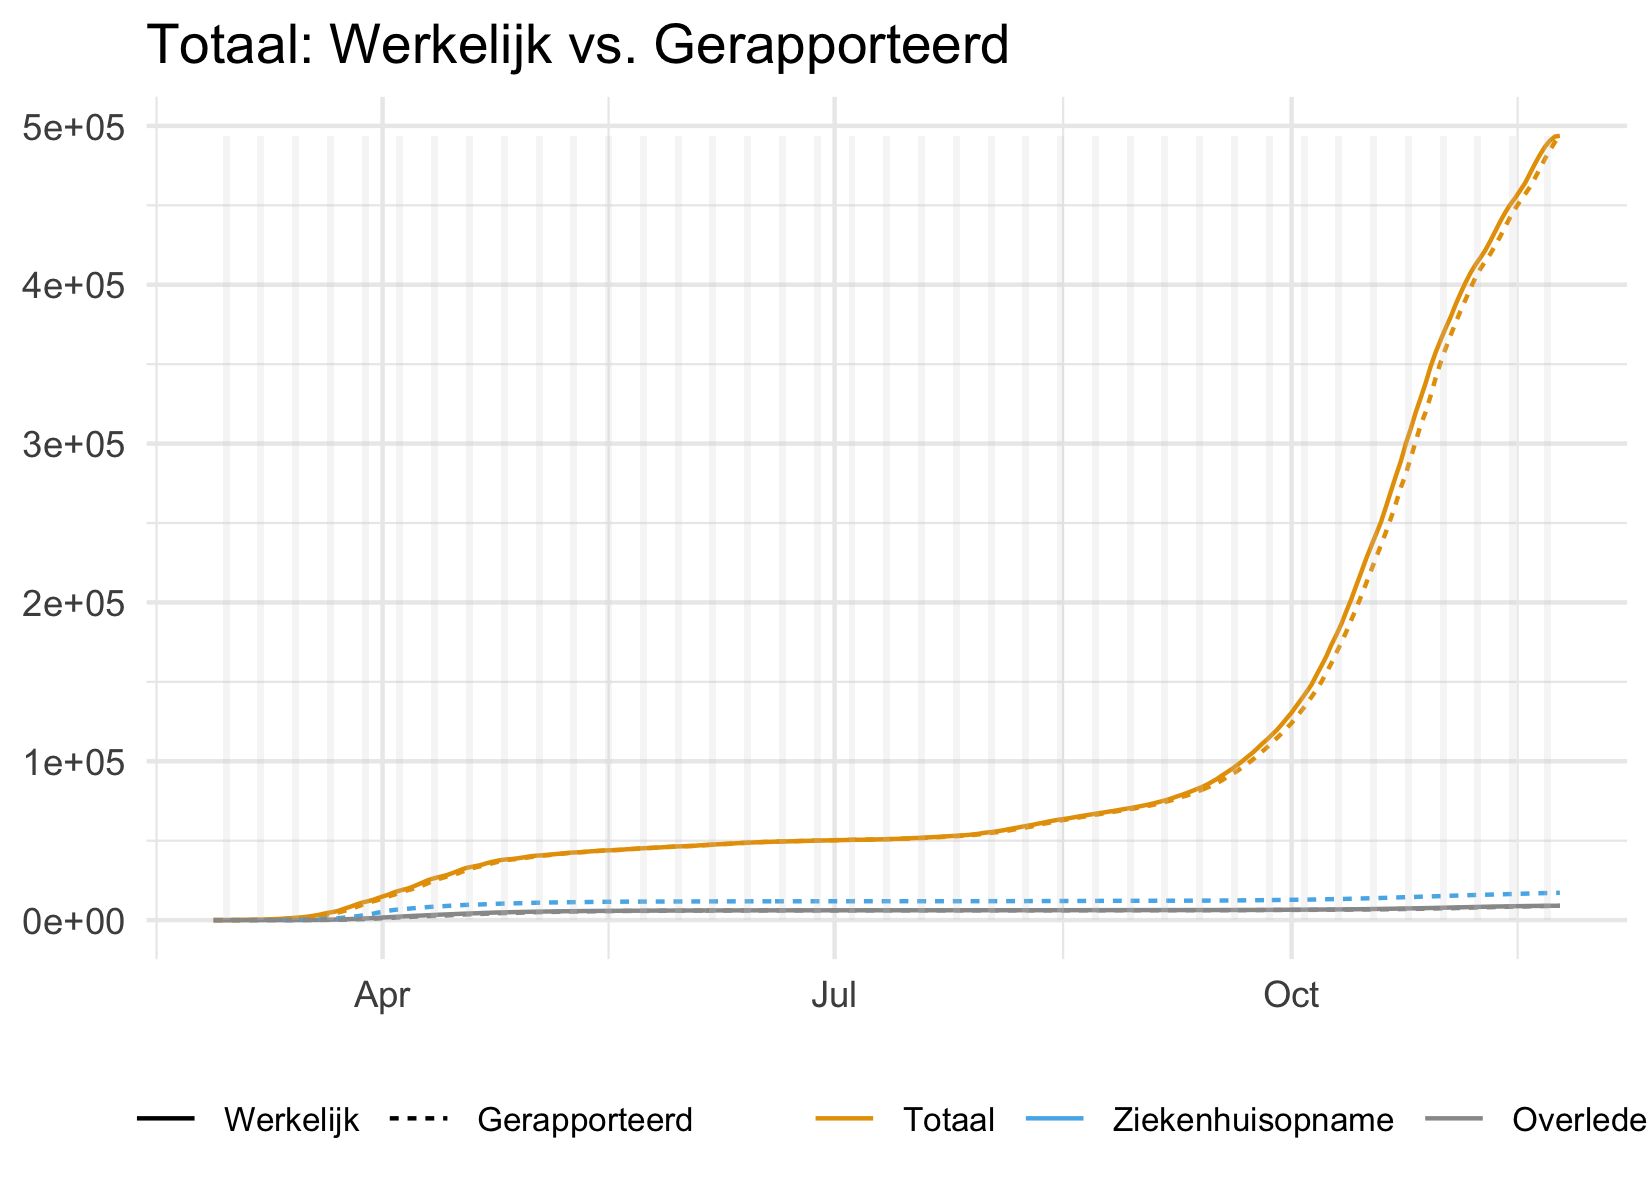 Totaal: Werkelijk vs. Gerapporteerd
5e+05
4e+05
3e+05
2e+05
1e+05
0e+00
Apr Jul Oct
Werkelijk Gerapporteerd Totaal Ziekenhuisopname Overlede